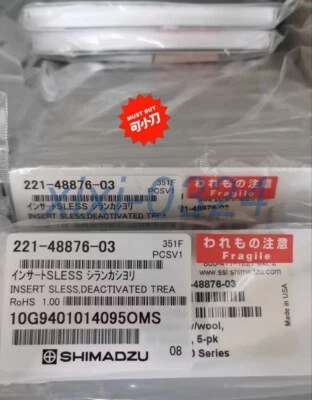 MUST BUY
可小刀
221-48876-03
351F
PCSV1
インサートSLESS シランカショリ
INSERT SLESS,DEACTIVATED TREA
われもの注意
Fragile
221-48876-03
351F
PCSV1
インサートSLESS シランカショリ
INSERT SLESS,DEACTIVATED TREA
RoHS 1.00
10G9401014095OMS
SHIMADZU
08
われもの注意
Fragile
www.ssi.shimadzu.com
-48876-03
Made in USA
w/wool,
, 5-pk
0 Series